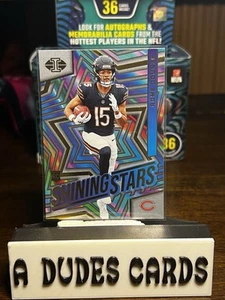 36
LOOK FOR AUTOGRAPHS &
MEMORABILIA CARDS FROM THE
HOTTEST PLAYERS IN THE NFL!
15
36
SHINING STARS
A DUDES CARDS